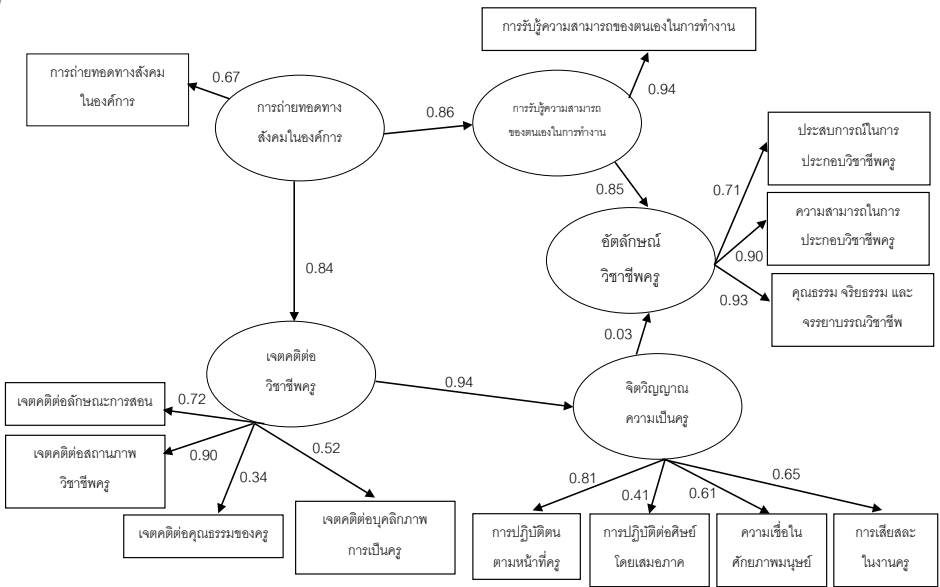 การรับรู้ความสามารถของตนเองในการทำงาน
การถ่ายทอดทางสังคม
ในองค์การ
0.67
การถ่ายทอดทาง
สังคมในองค์การ
0.86
การรับรู้ความสามารถ
ของตนเองในการทำงาน
0.94
ประสบการณ์ในการ
ประกอบวิชาชีพครู
0.85
0.71
อัตลักษณ์
วิชาชีพครู
ความสามารถในการ
ประกอบวิชาชีพครู
0.90
0.84
0.93
คุณธรรม จริยธรรม และ
จรรยาบรรณวิชาชีพ
0.03
เจตคติต่อ
วิชาชีพครู
0.94
จิตวิญญาณ
ความเป็นครู
เจตคติต่อลักษณะการสอน
0.72
เจตคติต่อสถานภาพ
วิชาชีพครู
0.90
0.34
0.52
เจตคติต่อคุณธรรมของครู
เจตคติต่อบุคลิกภาพ
การเป็นครู
0.81
0.41
0.61
0.65
การปฏิบัติตน
ตามหน้าที่ครู
การปฏิบัติต่อศิษย์
โดยเสมอภาค
ความเชื่อใน
ศักยภาพมนุษย์
การเสียสละ
ในงานครู